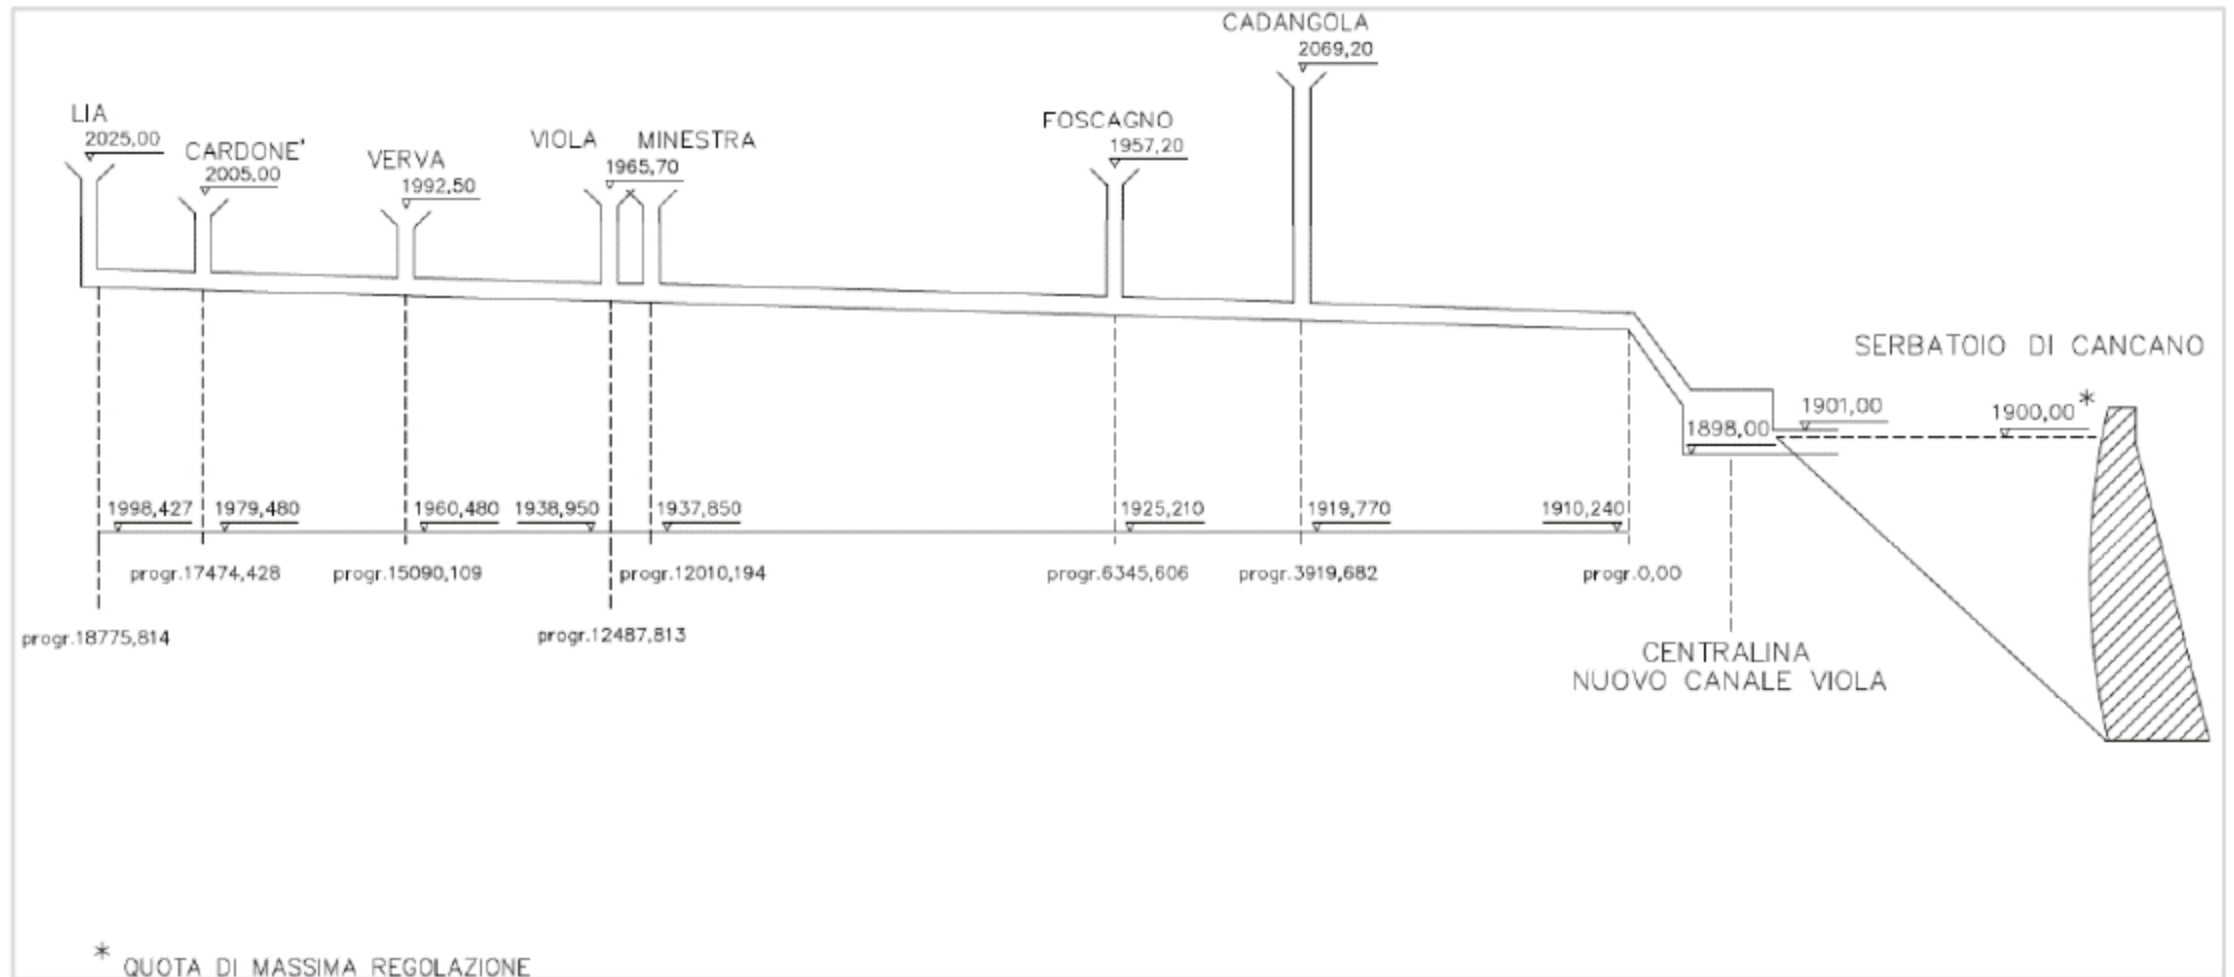 CADANGOLA
2069,20
LIA
2025,00
CARDONE'
2005,00
VERVA
1992,50
VIOLA MINESTRA
1965,70
FOSCAGNO
1957,20
SERBATOIO DI CANCANO
1901,00
1900,00 *
1898,00
1998,427
1979,480
1960,480
1938,950
1937,850
1925,210
1919,770
1910,240
progr.17474,428
progr.15090,109
progr.12010,194
progr.6345,606
progr.3919,682
progr.0,00
progr.18775,814
progr.12487,813
CENTRALINA
NUOVO CANALE VIOLA
* QUOTA DI MASSIMA REGOLAZIONE